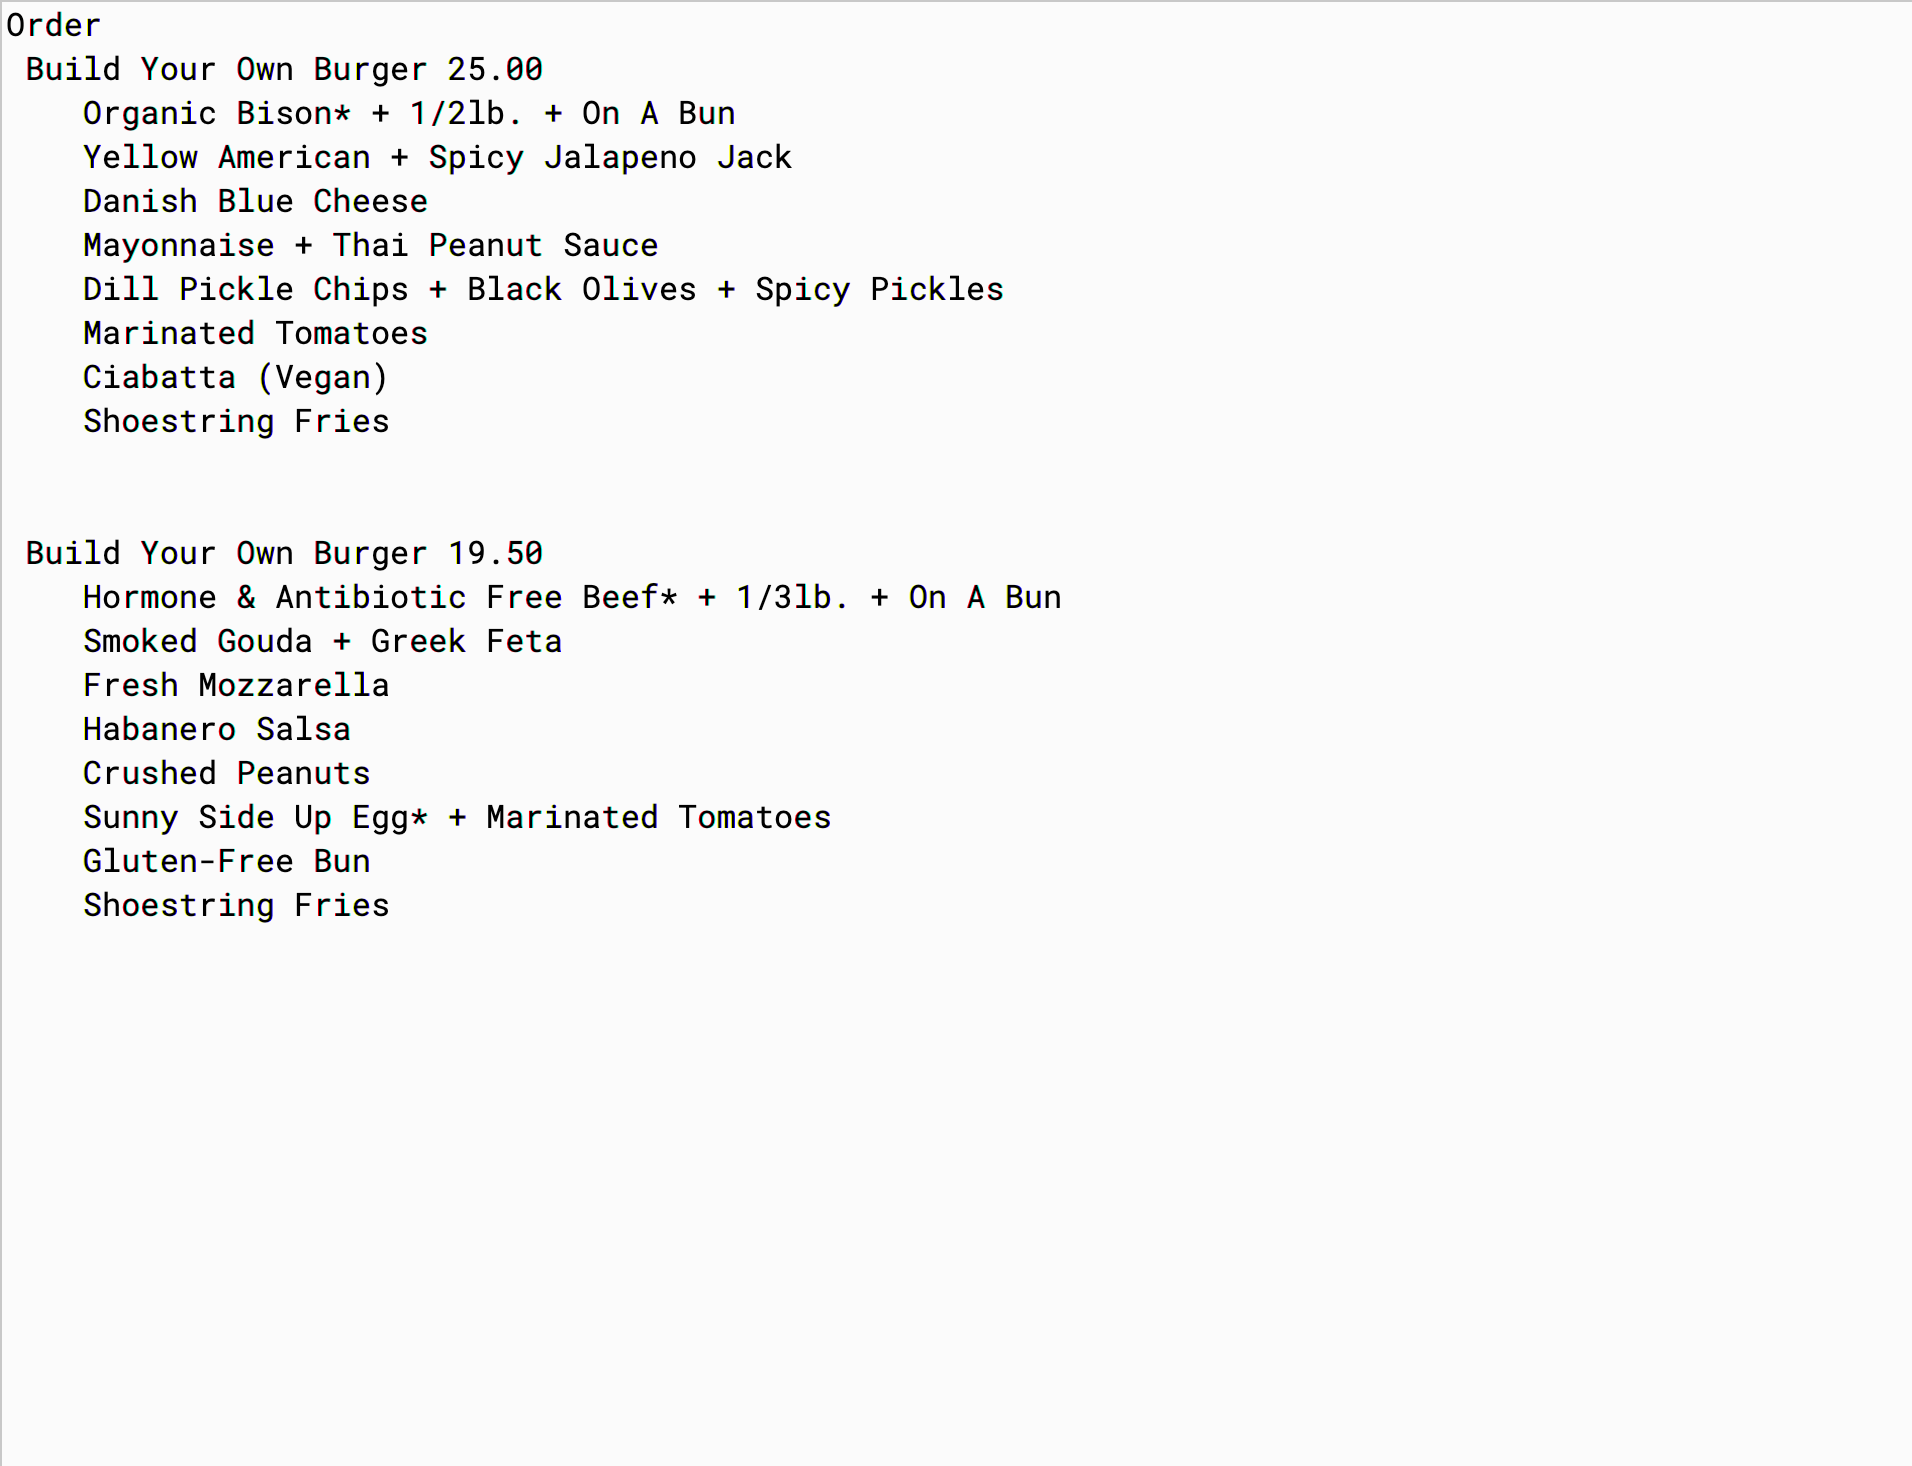 Order
Build Your Own Burger 25.00
Organic Bison* + 1/2lb. + On A Bun
Yellow American + Spicy Jalapeno Jack
Danish Blue Cheese
Mayonnaise + Thai Peanut Sauce
Dill Pickle Chips + Black Olives + Spicy Pickles
Marinated Tomatoes
Ciabatta (Vegan)
Shoestring Fries
Build Your Own Burger 19.50
Hormone & Antibiotic Free Beef* + 1/3lb. + On A Bun
Smoked Gouda + Greek Feta
Fresh Mozzarella
Habanero Salsa
Crushed Peanuts
Sunny Side Up Egg* + Marinated Tomatoes
Gluten-Free Bun
Shoestring Fries